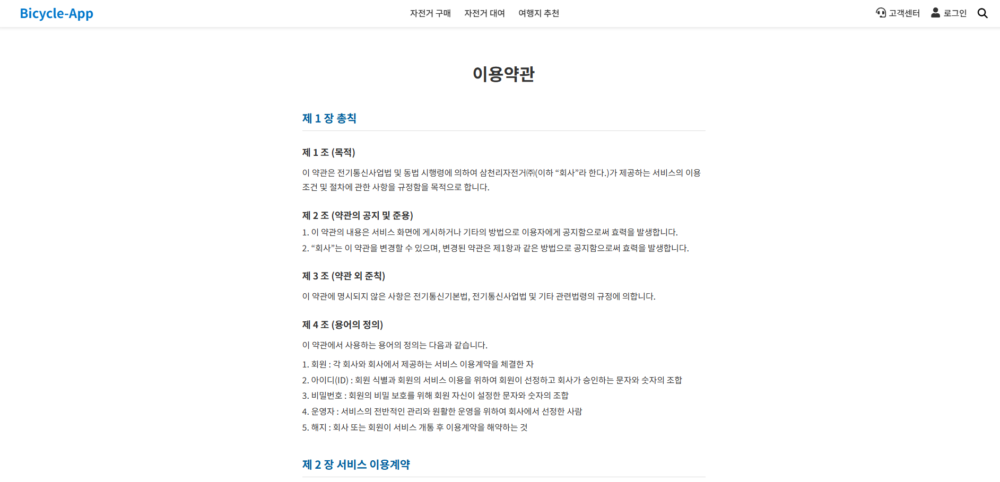 Bicycle-App
자전거 구매 자전거 대여 여행지 추천
고객센터 로그인
이용약관
제 1 장 총칙
제 1 조 (목적)
이 약관은 전기통신사업법 및 동법 시행령에 의하여 삼천리자전거㈜(이하 “회사”라 한다.)가 제공하는 서비스의 이용
조건 및 절차에 관한 사항을 규정함을 목적으로 합니다.
제 2 조 (약관의 공지 및 준용)
1. 이 약관의 내용은 서비스 화면에 게시하거나 기타의 방법으로 이용자에게 공지함으로써 효력을 발생합니다.
2. “회사”는 이 약관을 변경할 수 있으며, 변경된 약관은 제1항과 같은 방법으로 공지함으로써 효력을 발생합니다.
제 3 조 (약관 외 준칙)
이 약관에 명시되지 않은 사항은 전기통신기본법, 전기통신사업법 및 기타 관련법령의 규정에 의합니다.
제 4 조 (용어의 정의)
이 약관에서 사용하는 용어의 정의는 다음과 같습니다.
1. 회원 : 각 회사와 회사에서 제공하는 서비스 이용계약을 체결한 자
2. 아이디(ID) : 회원 식별과 회원의 서비스 이용을 위하여 회원이 선정하고 회사가 승인하는 문자와 숫자의 조합
3. 비밀번호 : 회원의 비밀 보호를 위해 회원 자신이 설정한 문자와 숫자의 조합
4. 운영자 : 서비스의 전반적인 관리와 원활한 운영을 위하여 회사에서 선정한 사람
5. 해지 : 회사 또는 회원이 서비스 개통 후 이용계약을 해약하는 것
제 2 장 서비스 이용계약